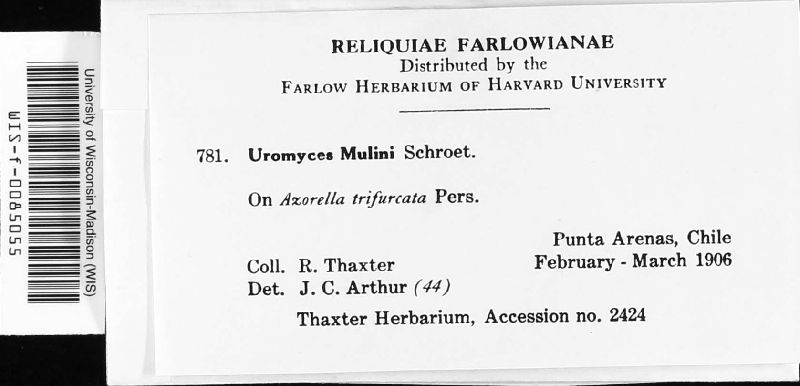 RELIQUIAE FARLOWIANAE
Distributed by the
FARLOW HERBARIUM OF HARVARD UNIVERSITY
781. Uromyces Mulini Schroet.
On Azorella trifurcata Pers.
Punta Arenas, Chile
Coll. R. Thaxter February - March 1906
Det. J. C. Arthur (44)
Thaxter Herbarium, Accession no. 2424
University of Wisconsin-Madison (WIS)
WIS-f-0085055